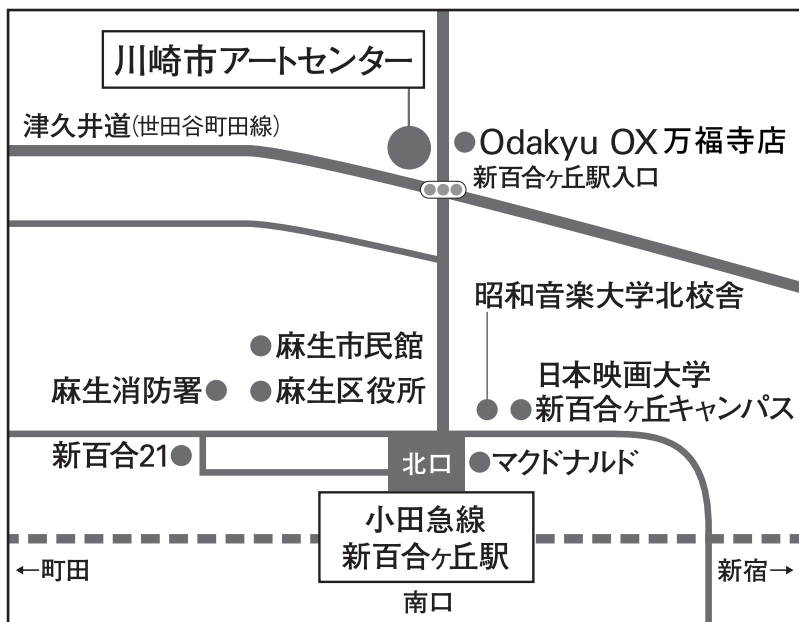 川崎市アートセンター
津久井道(世田谷町田線)
Odakyu OX 万福寺店
新百合ヶ丘駅入口
昭和音楽大学北校舎
麻生市民館
麻生消防署
麻生区役所
日本映画大学
新百合ヶ丘キャンパス
新百合21
北口
マクドナルド
小田急線
新百合ヶ丘駅
←町田
新宿→
南口